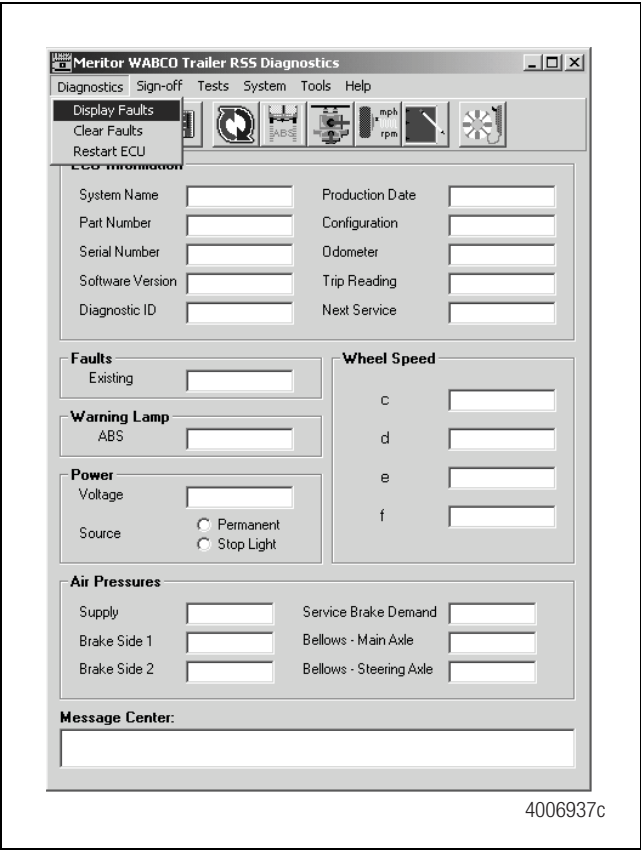 Meritor WABCO Trailer RSS Diagnostics
Diagnostics Sign-off Tests System Tools Help
Display Faults
Clear Faults
Restart ECU
ABS
mph
rpm
ECU Information
System Name Production Date
Part Number Configuration
Serial Number Odometer
Software Version Trip Reading
Diagnostic ID Next Service
Faults Wheel Speed
Existing
c
Warning Lamp
ABS d
Power e
Voltage
f
Source Permanent
Stop Light
Air Pressures
Supply Service Brake Demand
Brake Side 1 Bellows - Main Axle
Brake Side 2 Bellows - Steering Axle
Message Center:
4006937c